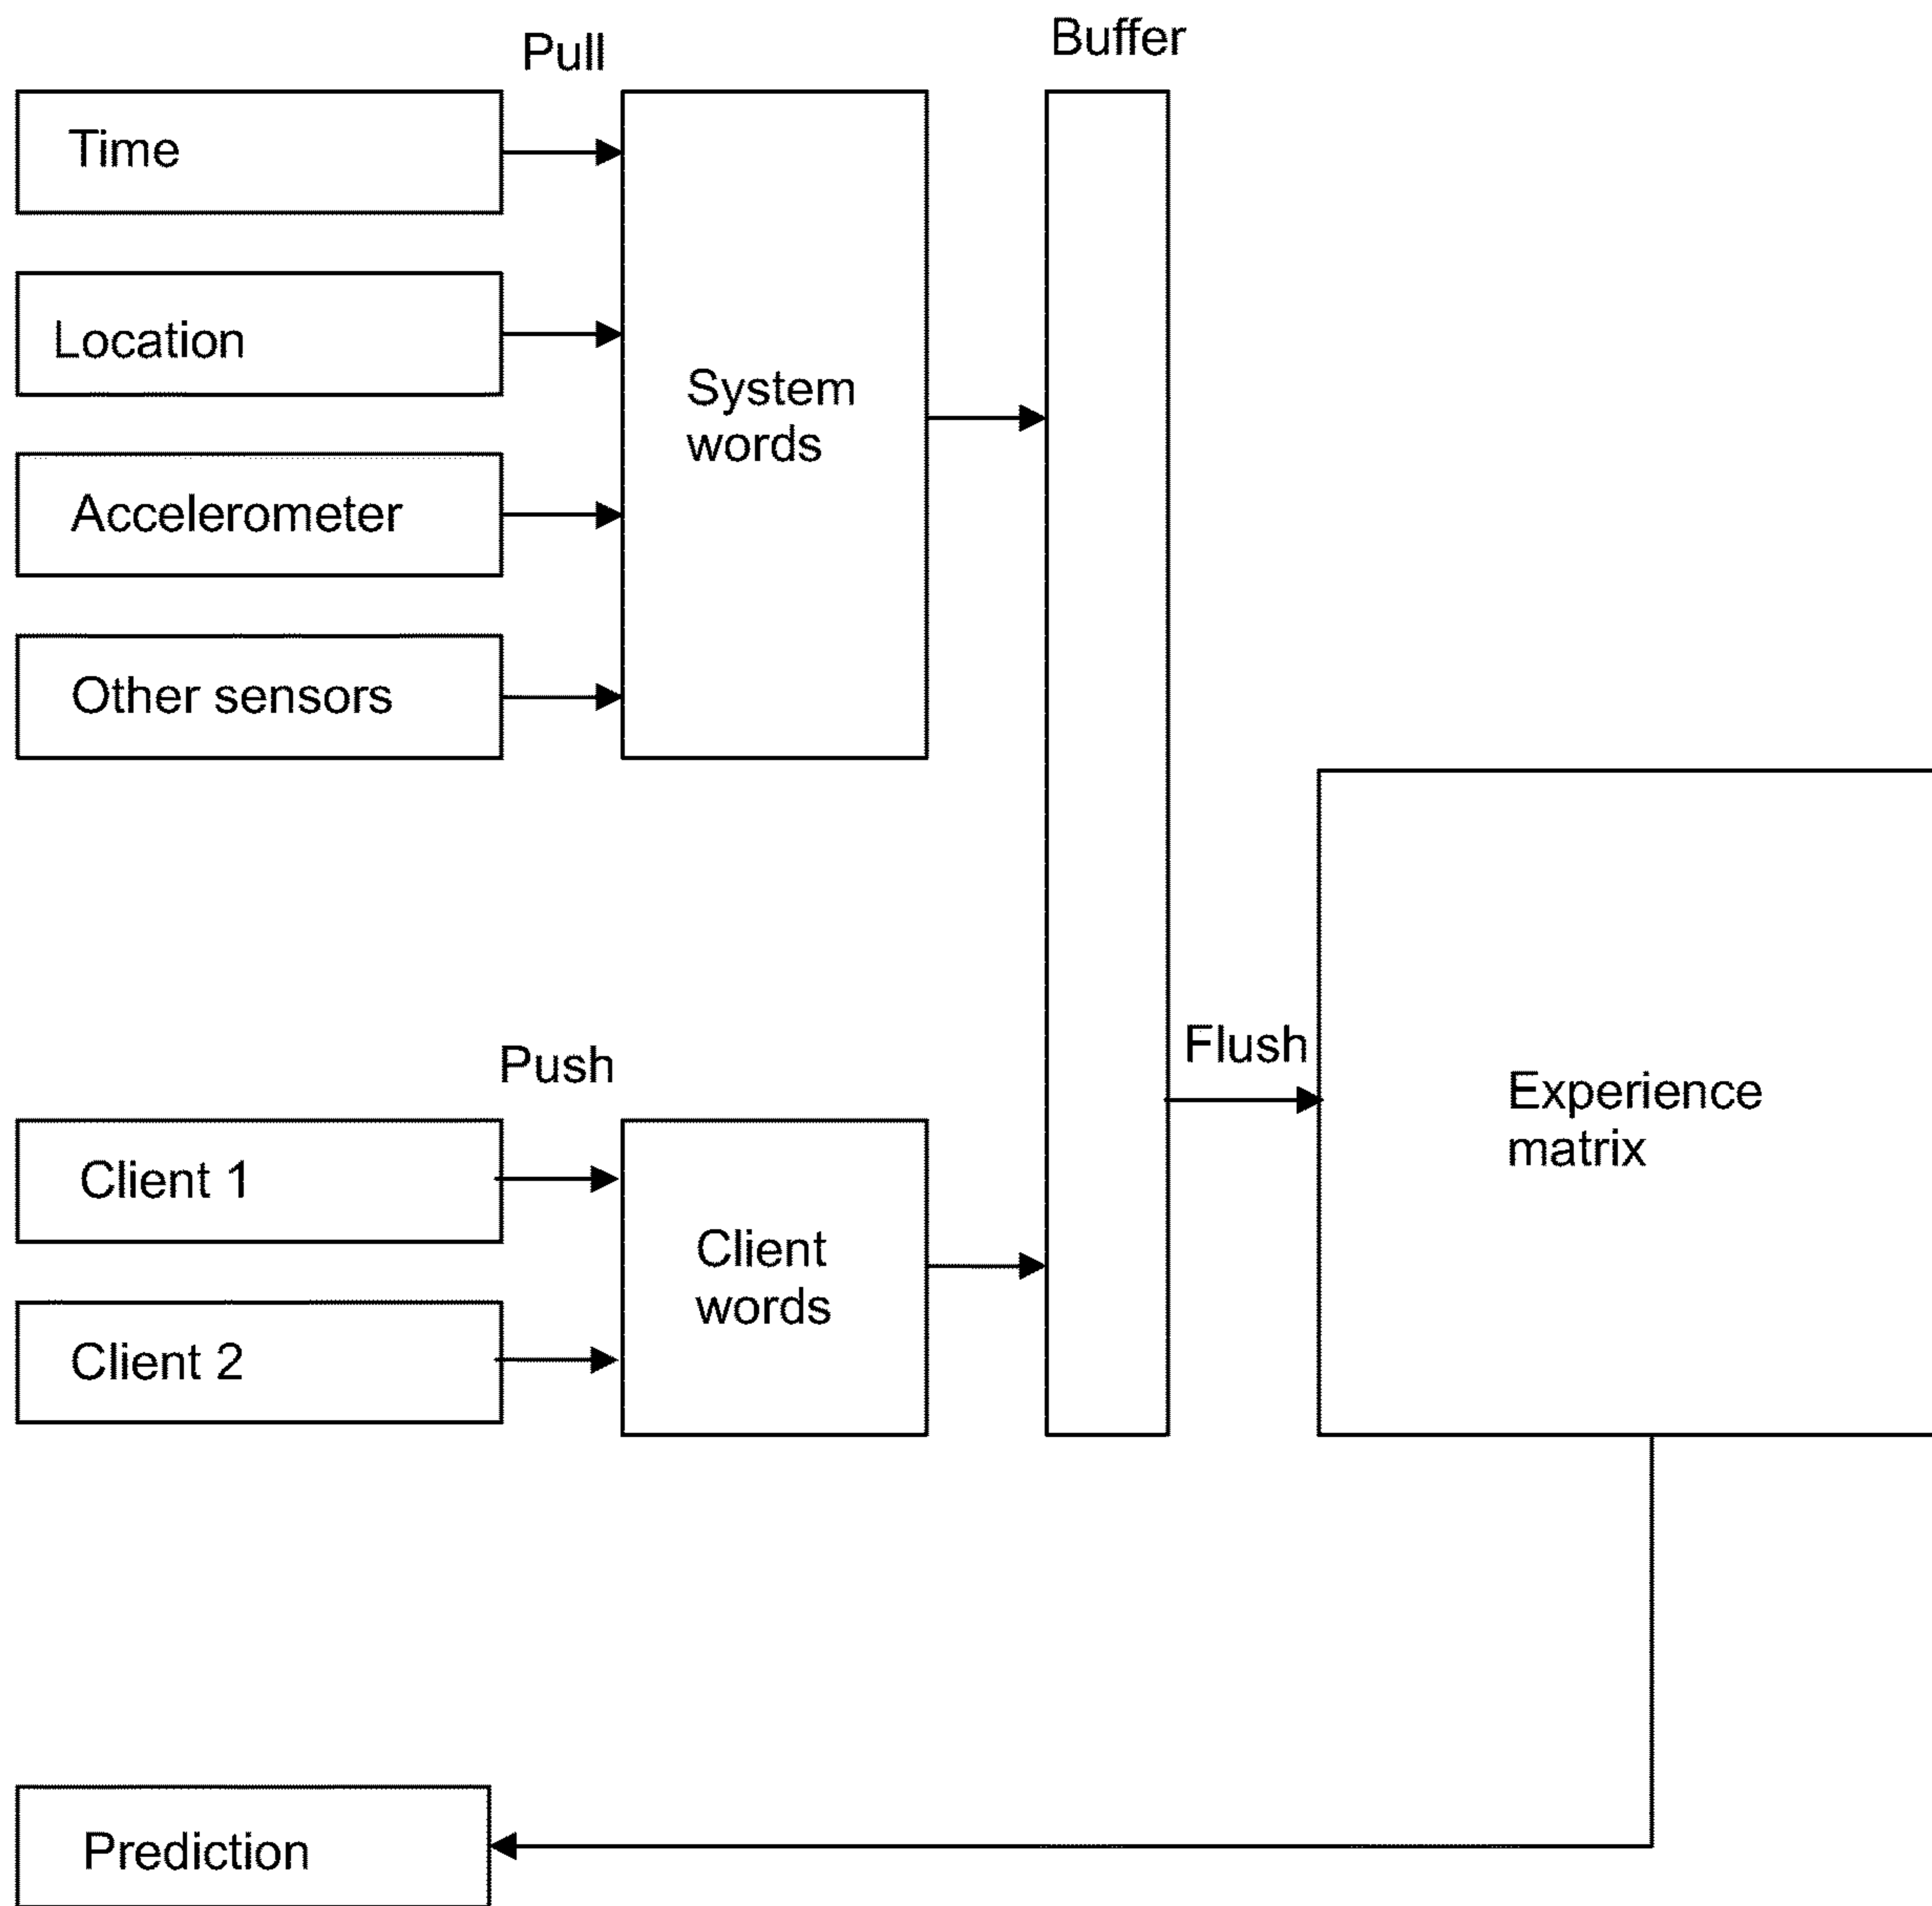 Pull
Buffer
Time
Location
System
words
Accelerometer
Other sensors
Push
Flush
Experience
matrix
Client 1
Client
words
Client 2
Prediction